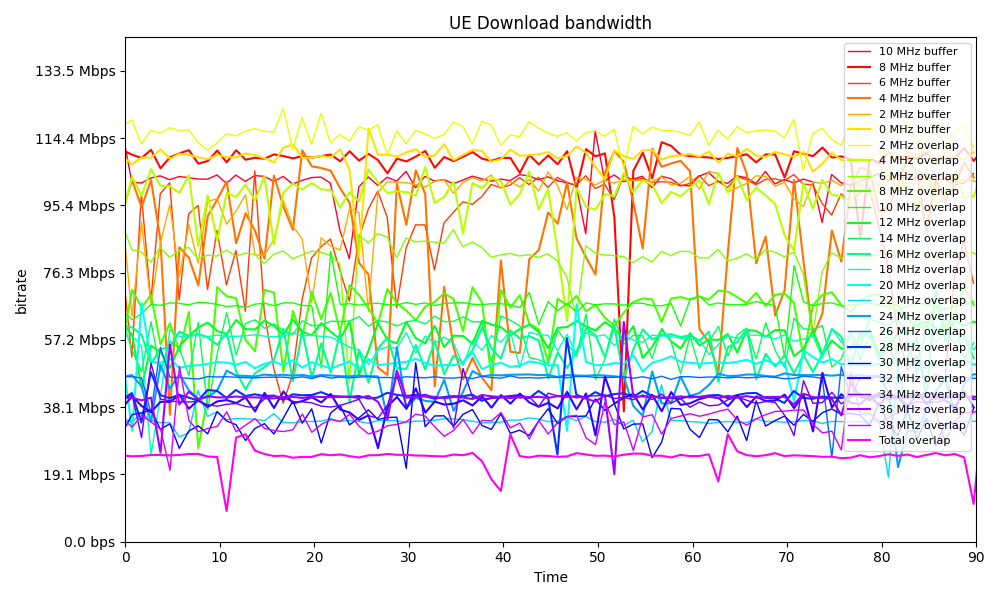 UE Download bandwidth
133.5 Mbps
114.4 Mbps
95.4 Mbps
76.3 Mbps
57.2 Mbps
38.1 Mbps
19.1 Mbps
0.0 bps
bitrate
0
10
20
30
40
50
60
70
80
90
Time
10 MHz buffer
8 MHz buffer
6 MHz buffer
4 MHz buffer
2 MHz buffer
0 MHz buffer
2 MHz overlap
4 MHz overlap
6 MHz overlap
8 MHz overlap
10 MHz overlap
12 MHz overlap
14 MHz overlap
16 MHz overlap
18 MHz overlap
20 MHz overlap
22 MHz overlap
24 MHz overlap
26 MHz overlap
28 MHz overlap
30 MHz overlap
32 MHz overlap
34 MHz overlap
36 MHz overlap
38 MHz overlap
Total overlap